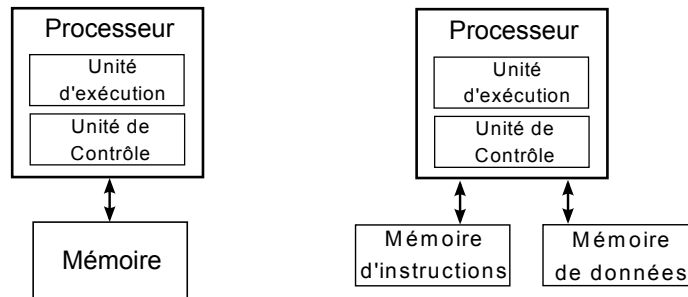 Processeur
Unité
d'exécution
Unité de
Contrôle
Mémoire
Processeur
Unité
d'exécution
Unité de
Contrôle
Mémoire
d'instructions
Mémoire
de données